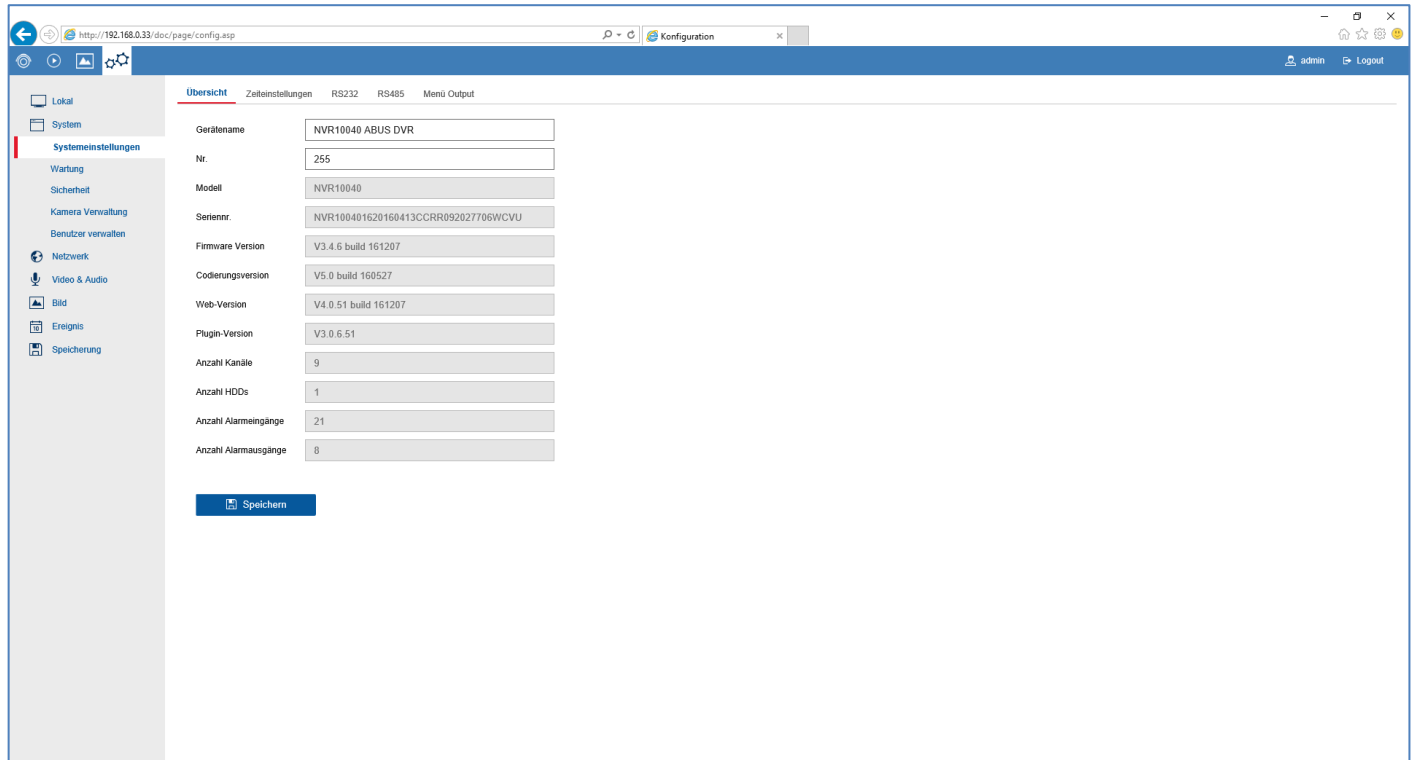 http://192.168.0.33/doc/page/config.asp
Konfiguration
admin
Logout
Lokal
System
Systemeinstellungen
Wartung
Sicherheit
Kamera Verwaltung
Benutzer verwalten
Netzwerk
Video & Audio
Bild
10
Ereignis
Speicherung
Übersicht Zeiteinstellungen RS232 RS485 Menü Output
Gerätename NVR10040 ABUS DVR
Nr. 255
Modell NVR10040
Seriennr. NVR100401620160413CCRR092027706WCVU
Firmware Version V3.4.6 build 161207
Codierungsversion V5.0 build 160527
Web-Version V4.0.51 build 161207
Plugin-Version V3.0.6.51
Anzahl Kanäle 9
Anzahl HDDs 1
Anzahl Alarmeingänge 21
Anzahl Alarmausgänge 8
Speichern